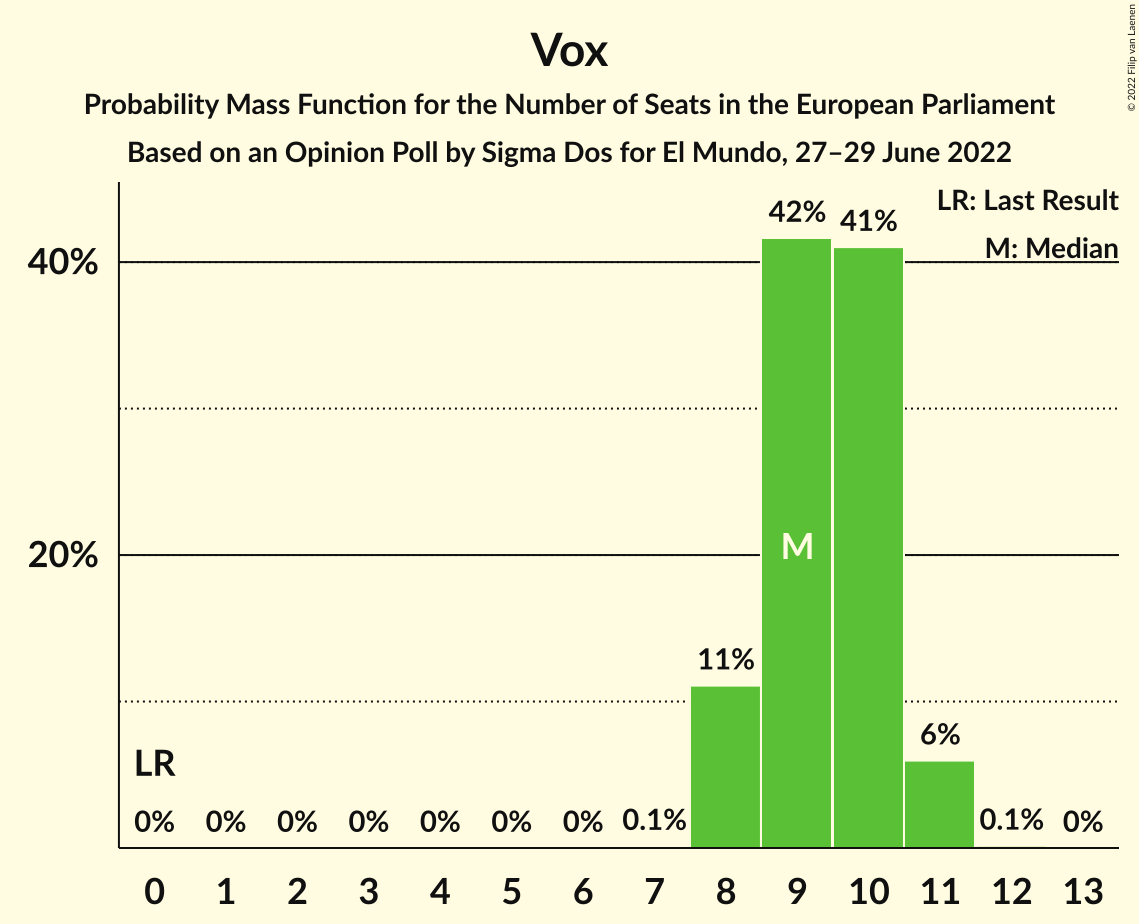 Vox
Probability Mass Function for the Number of Seats in the European Parliament
Based on an Opinion Poll by Sigma Dos for El Mundo, 27–29 June 2022
© 2022 Filip van Laenen
LR: Last Result
M: Median
42%
41%
40%
20%
M
11%
6%
LR
0% 0% 0% 0% 0% 0% 0% 0.1% 0.1% 0%
0 1 2 3 4 5 6 7 8 9 10 11 12 13